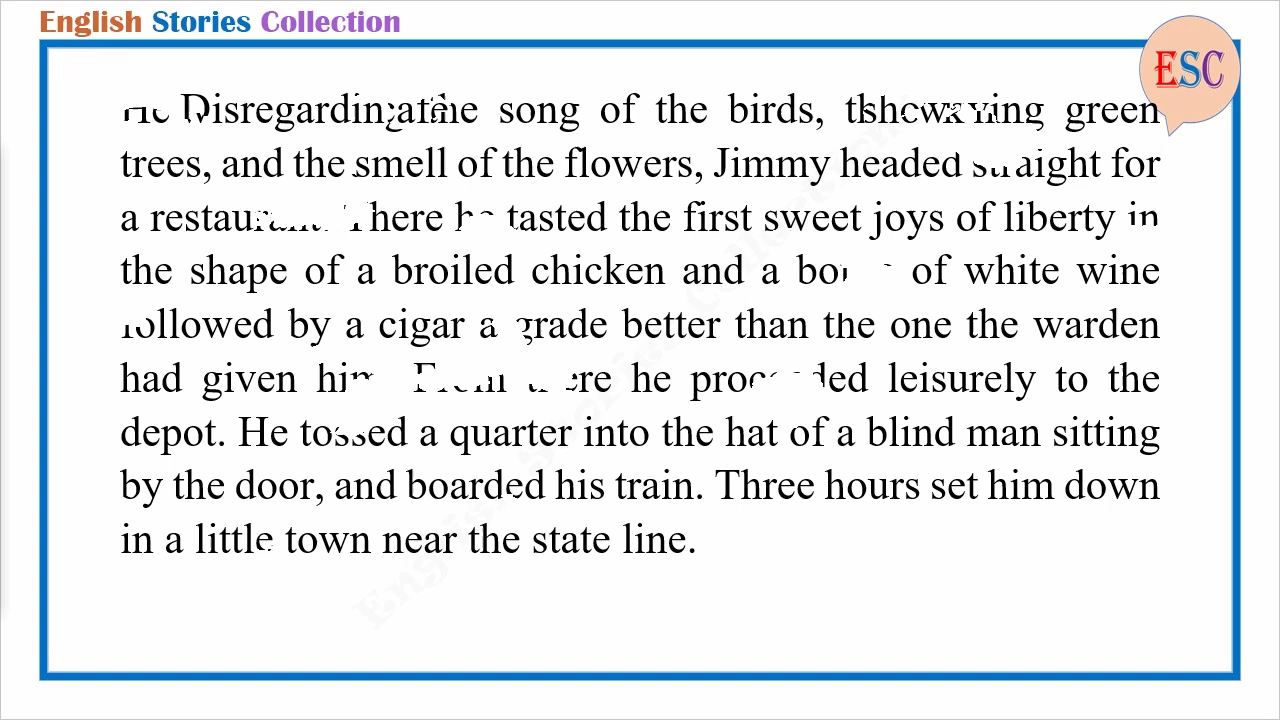 English Stories Collection
ESC
Disregarding the song of the birds, the waving green
trees, and the smell of the flowers, Jimmy headed straight for
a restaurant. There he tasted the first sweet joys of liberty in
the shape of a broiled chicken and a of white wine
followed by a cigar a grade better than the one the warden
had given him. From there he proceeded leisurely to the
depot. He tossed a quarter into the hat of a blind man sitting
by the door, and boarded his train. Three hours set him down
in a little town near the state line.